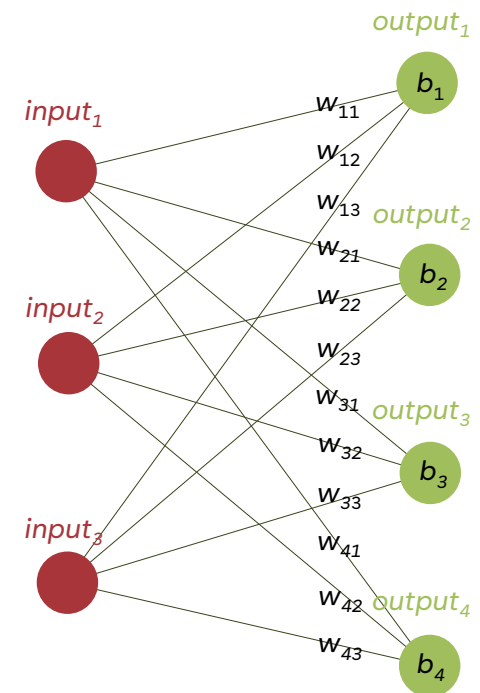 output₁
b₁
input₁
w₁₁
w₁₂
w₁₃
output₂
w₂₁
b₂
w₂₂
input₂
w₂₃
w₃₁
output₃
w₃₂
b₃
w₃₃
input₃
w₄₁
w₄₂
output₄
w₄₃
b₄